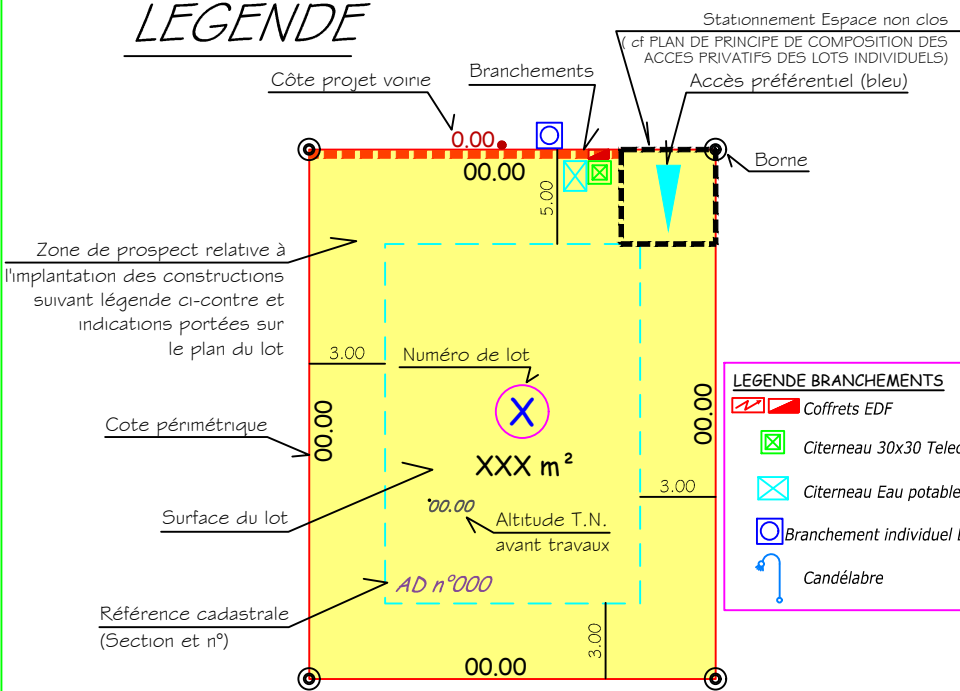 LEGENDE
Stationnement Espace non clos
( cf PLAN DE PRINCIPE DE COMPOSITION DES
ACCES PRIVATIFS DES LOTS INDIVIDUELS)
Côte projet voirie
Branchements
Accès préférentiel (bleu)
0.00
00.00
Borne
5.00
Zone de prospect relative à
l'implantation des constructions
suivant légende ci-contre et
indications portées sur
le plan du lot
3.00
Numéro de lot
X
XXX m²
Cote périmétrique
00.00
00.00
3.00
Surface du lot
00.00
Altitude T.N.
avant travaux
AD n°000
Référence cadastrale
(Section et n°)
3.00
00.00
LEGENDE BRANCHEMENTS
Coffrets EDF
Citerneau 30x30
Citerneau Eau potable
Branchement individuel
Candélabre